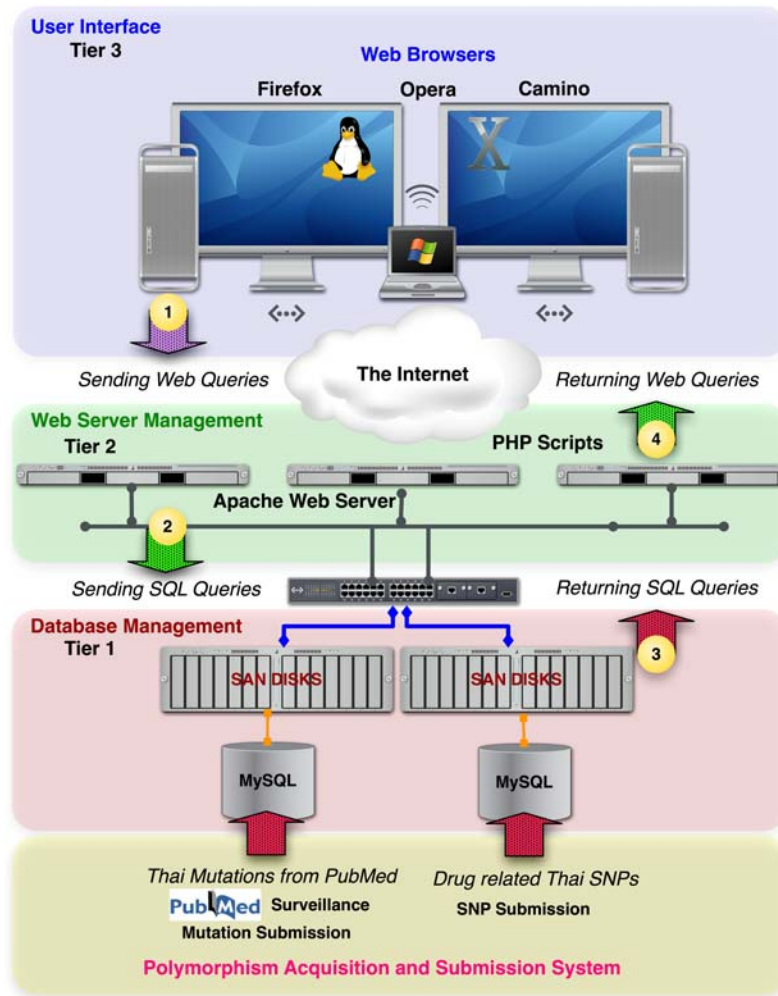 User Interface
Tier 3
Web Browsers
Firefox
Opera
Camino
X
1
Sending Web Queries
The Internet
Returning Web Queries
4
Web Server Management
Tier 2
PHP Scripts
Apache Web Server
2
Sending SQL Queries
Returning SQL Queries
3
Database Management
Tier 1
SAN DISKS
SAN DISKS
MySQL
MySQL
Thai Mutations from PubMed
PubMed Surveillance
Mutation Submission
Drug related Thai SNPs
SNP Submission
Polymorphism Acquisition and Submission System